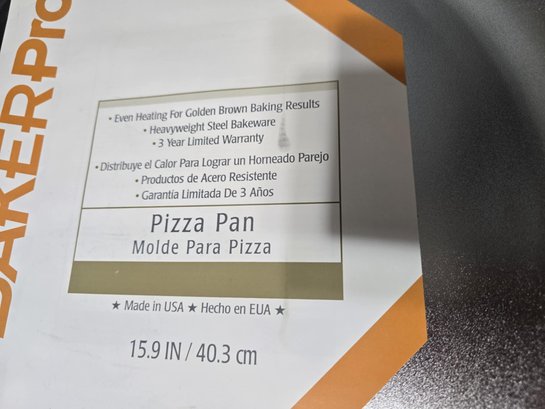 BAKERPro
• Even Heating For Golden Brown Baking Results
• Heavyweight Steel Bakeware
• 3 Year Limited Warranty
• Distribuye el Calor Para Lograr un Horneado Parejo
• Productos de Acero Resistente
• Garantía Limitada De 3 Años
Pizza Pan
Molde Para Pizza
★ Made in USA ★ Hecho en EUA ★
15.9 IN / 40.3 cm